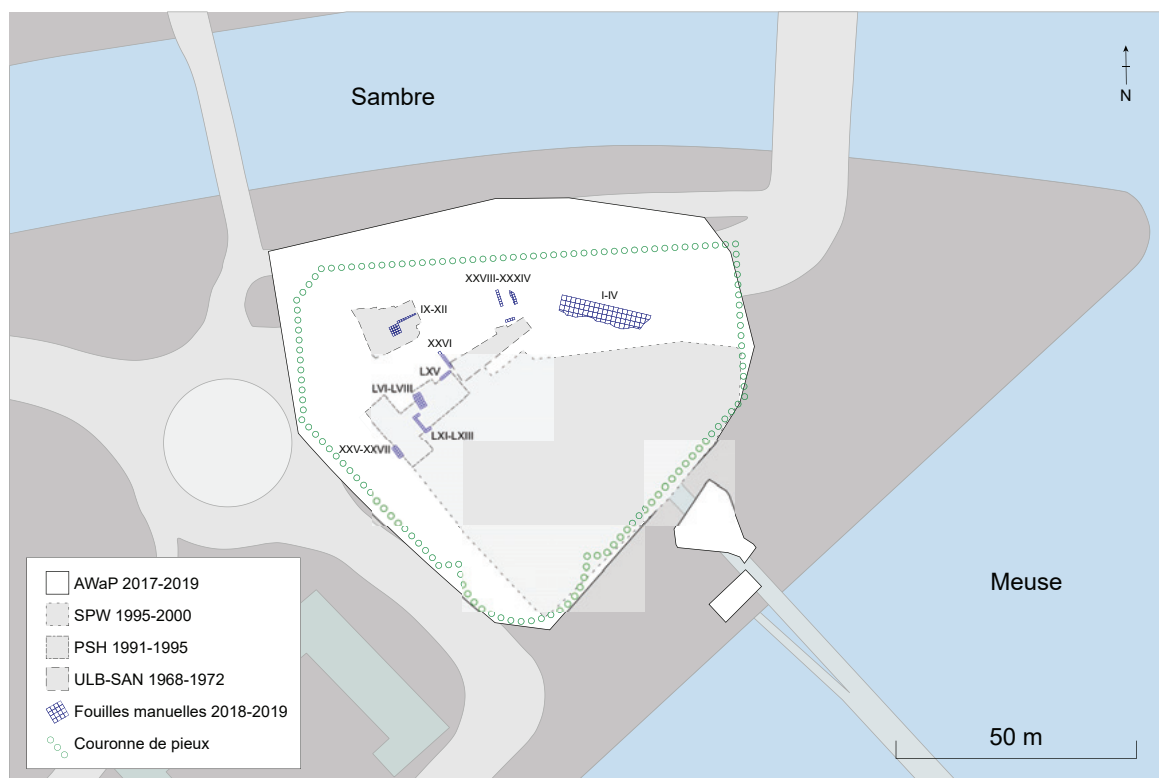 Sambre
N
XXVIII-XXXIV
I-IV
IX-XII
XXVI
LXV
LVI-LVIII
LXI-LXIII
XXV-XXVII
Meuse
AWaP 2017-2019
SPW 1995-2000
PSH 1991-1995
ULB-SAN 1968-1972
Fouilles manuelles 2018-2019
Couronne de pieux
50 m